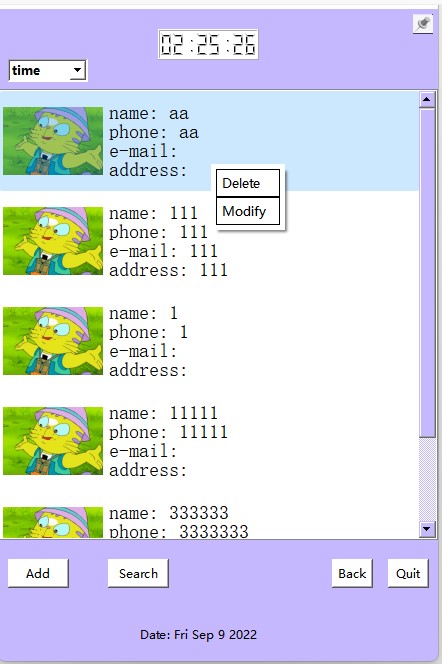 02:25:26
time
name: aa
phone: aa
e-mail:
address:
Delete
Modify
name: 111
phone: 111
e-mail: 111
address: 111
name: 1
phone: 1
e-mail:
address:
name: 11111
phone: 11111
e-mail:
address:
name: 333333
phone: 3333333
Add
Search
Back
Quit
Date: Fri Sep 9 2022